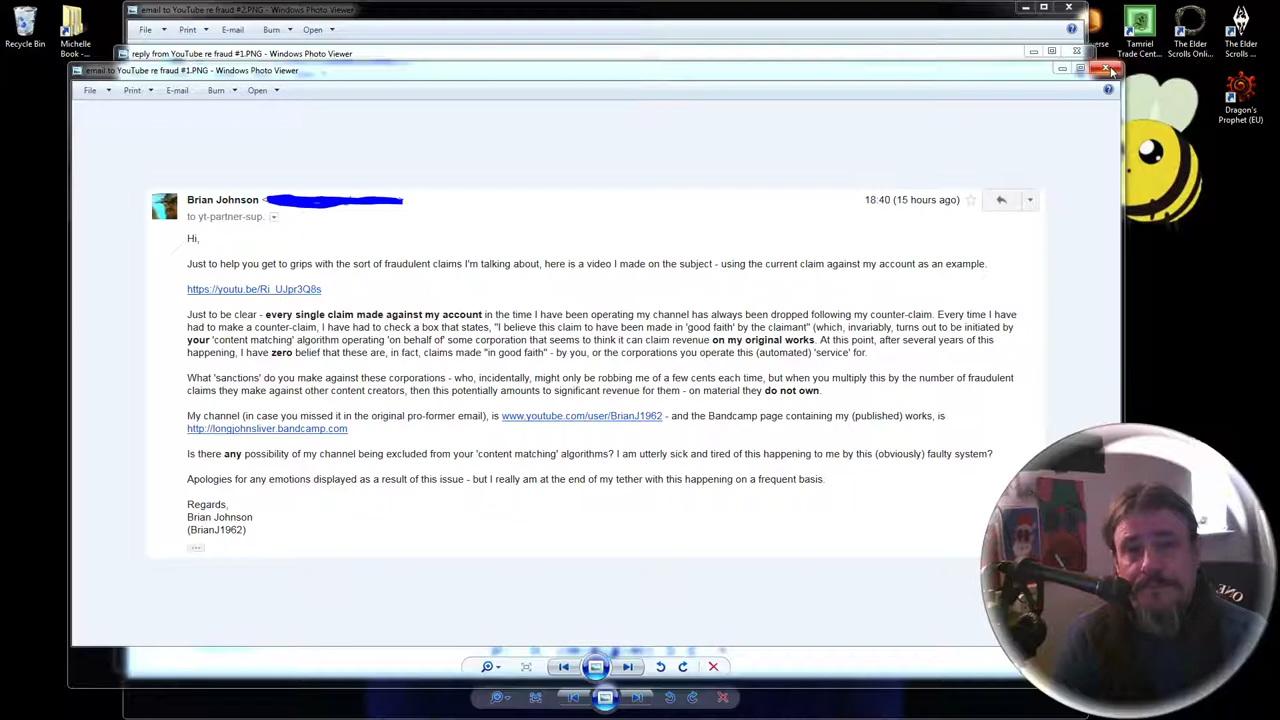 email to YouTube re fraud #2.PNG - Windows Photo Viewer
File Print E-mail Burn Open
reply from YouTube re fraud #1.PNG - Windows Photo Viewer
email to YouTube re fraud #1.PNG - Windows Photo Viewer
File Print E-mail Burn Open
Recycle Bin
Michelle
Book -...
Tamriel
Trade Cent...
The Elder
Scrolls Onli...
The Elder
Scrolls ...
Dragon's
Prophet (EU)
Brian Johnson <
18:40 (15 hours ago)
to yt-partner-sup.
Hi,
Just to help you get to grips with the sort of fraudulent claims I'm talking about, here is a video I made on the subject - using the current claim against my account as an example.
https://youtu.be/Ri_UJpr3Q8s
Just to be clear - every single claim made against my account in the time I have been operating my channel has always been dropped following my counter-claim. Every time I have
had to make a counter-claim, I have had to check a box that states, "I believe this claim to have been made in 'good faith' by the claimant" (which, invariably, turns out to be initiated by
your 'content matching' algorithm operating 'on behalf of' some corporation that seems to think it can claim revenue on my original works. At this point, after several years of this
happening, I have zero belief that these are, in fact, claims made "in good faith" - by you, or the corporations you operate this (automated) 'service' for.
What 'sanctions' do you make against these corporations - who, incidentally, might only be robbing me of a few cents each time, but when you multiply this by the number of fraudulent
claims they make against other content creators, then this potentially amounts to significant revenue for them - on material they do not own.
My channel (in case you missed it in the original pro-former email), is www.youtube.com/user/BrianJ1962 - and the Bandcamp page containing my (published) works, is
http://longjohnsliver.bandcamp.com
Is there any possibility of my channel being excluded from your 'content matching' algorithms? I am utterly sick and tired of this happening to me by this (obviously) faulty system?
Apologies for any emotions displayed as a result of this issue - but I really am at the end of my tether with this happening on a frequent basis.
Regards,
Brian Johnson
(BrianJ1962)
ONE